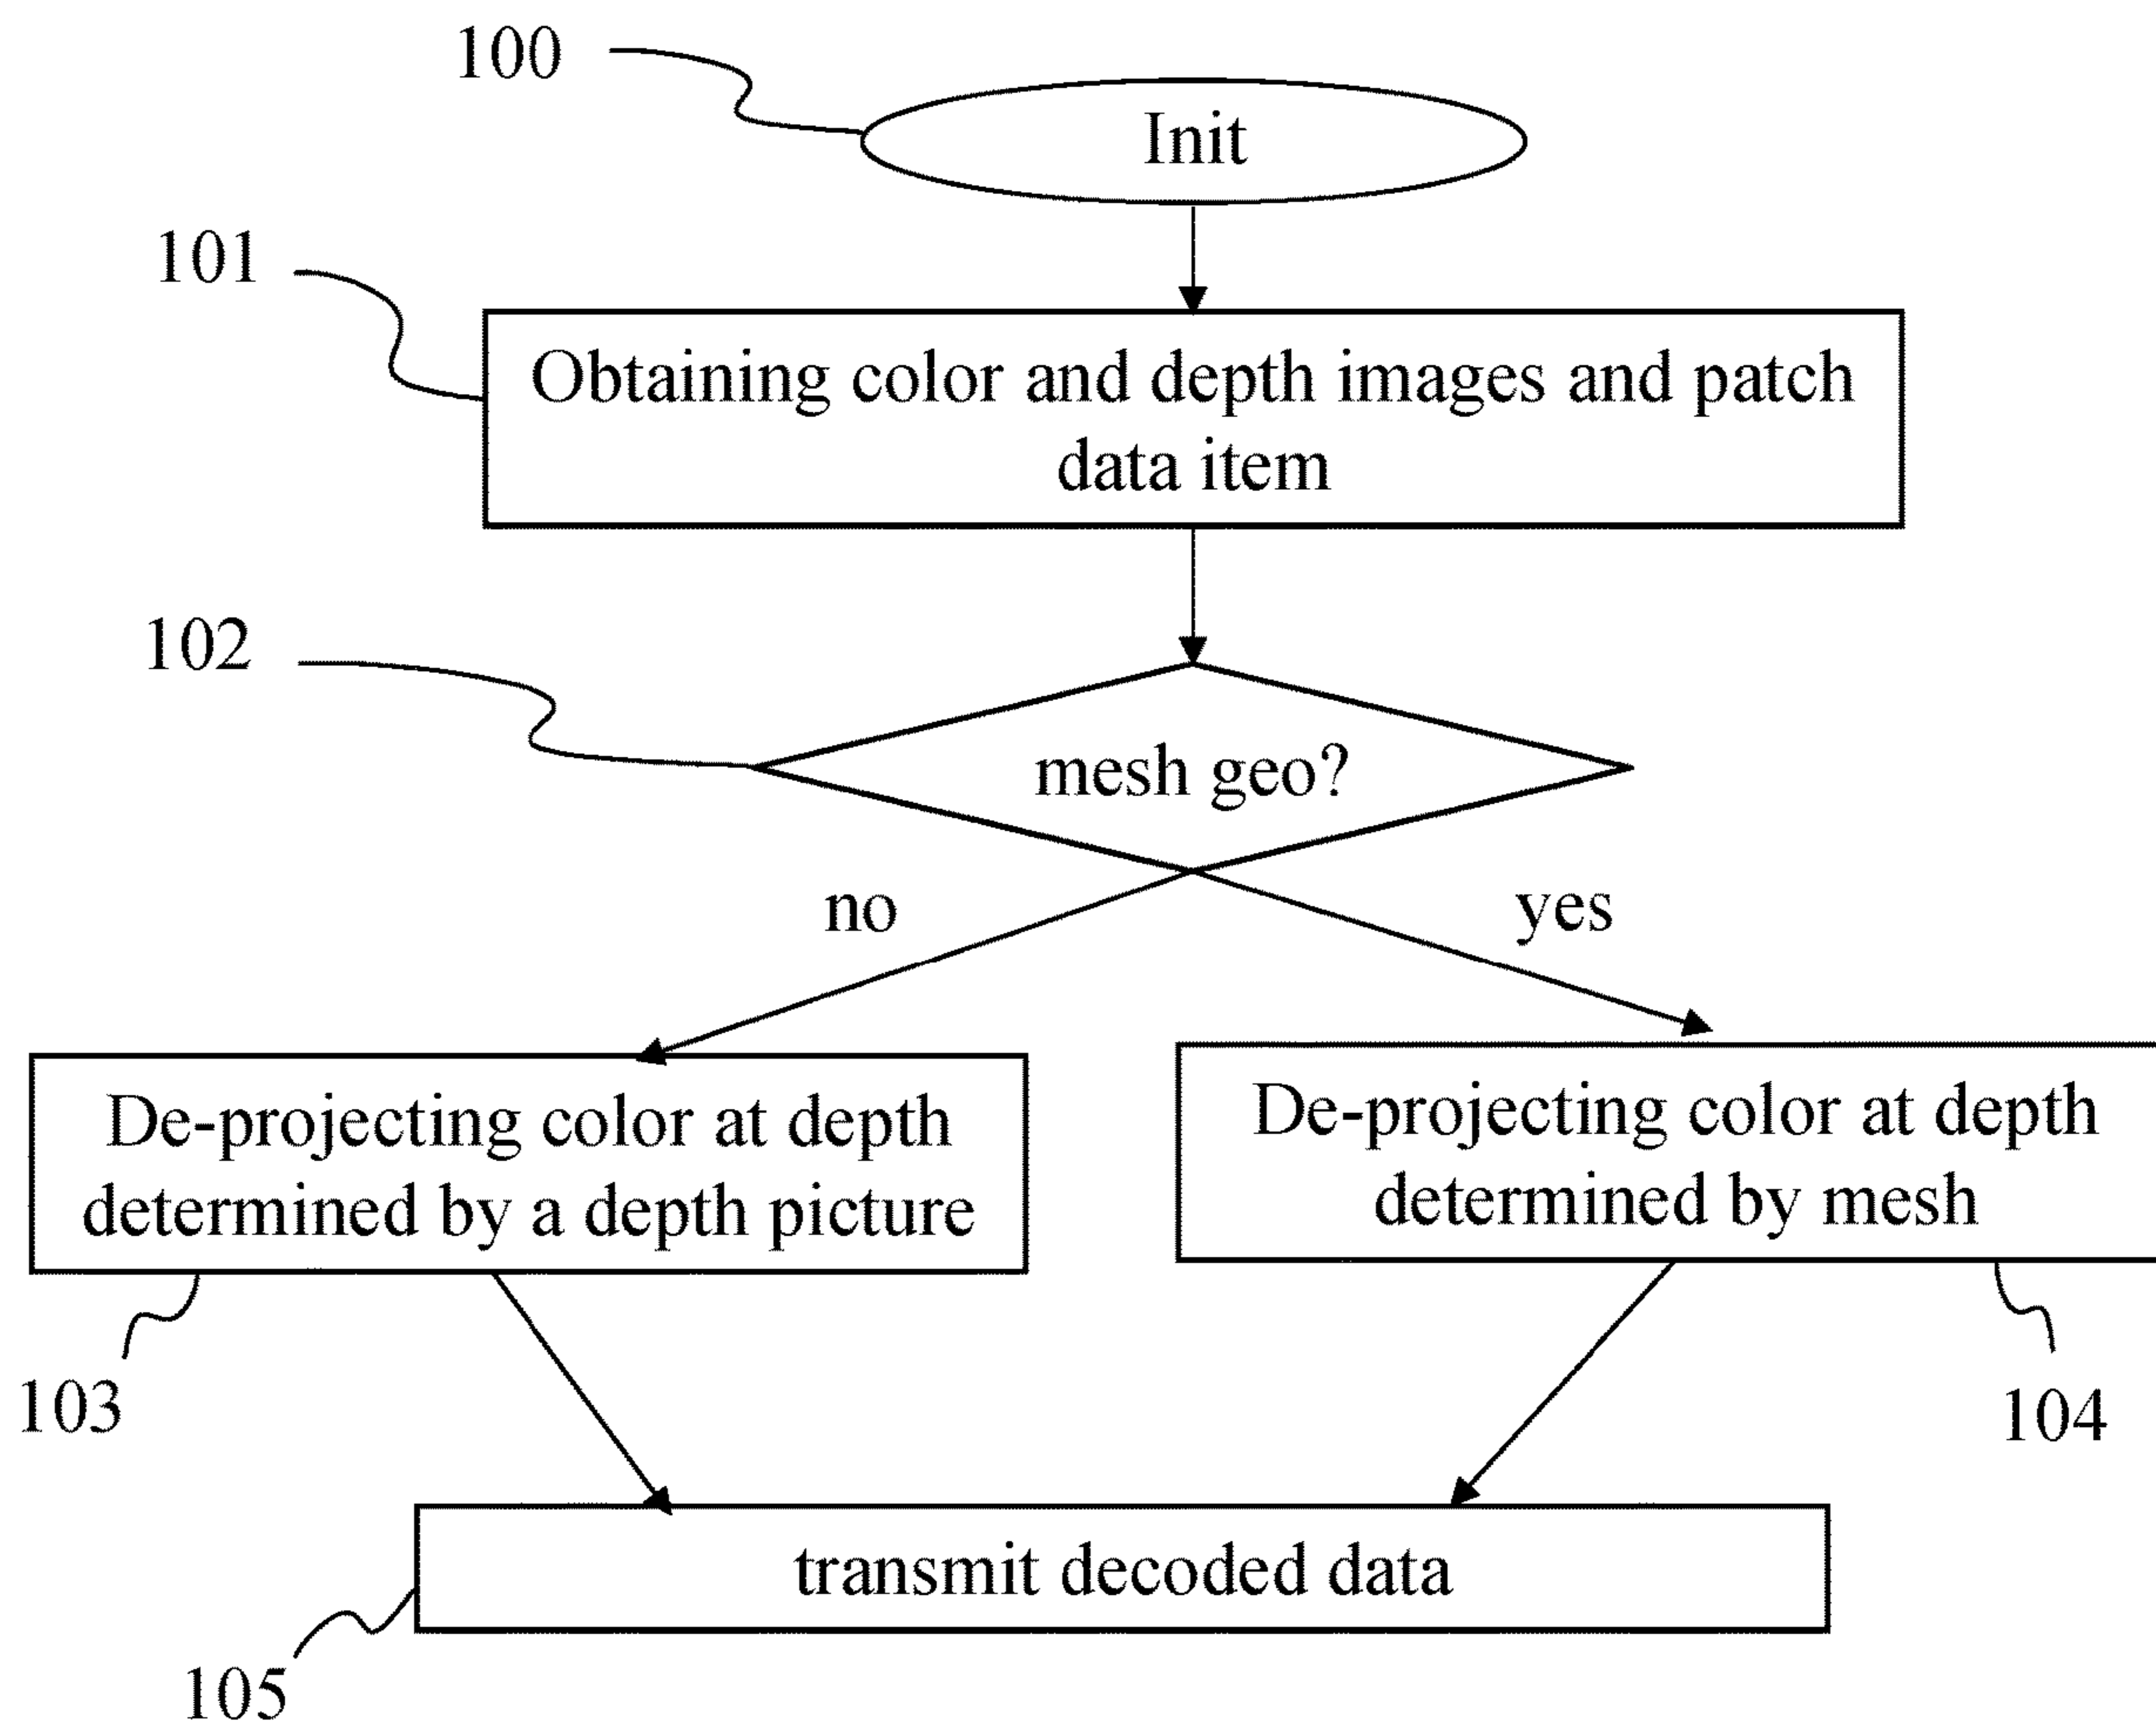 100
Init
101
Obtaining color and depth images and patch
data item
102
mesh geo?
no
yes
De-projecting color at depth
determined by a depth picture
De-projecting color at depth
determined by mesh
103
104
transmit decoded data
105